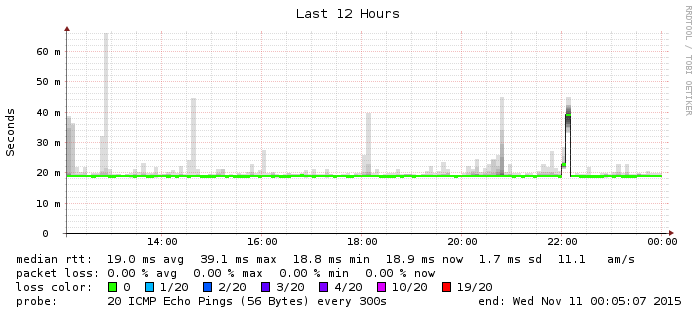 Last 12 Hours
RRDTOOL / TOBI OETIKER
Seconds
60 m
50 m
40 m
30 m
20 m
10 m
0
14:00 16:00 18:00 20:00 22:00 00:00
median rtt: 19.0 ms avg 39.1 ms max 18.8 ms min 18.9 ms now 1.7 ms sd 11.1 am/s
packet loss: 0.00 % avg 0.00 % max 0.00 % min 0.00 % now
loss color: 0 1/20 2/20 3/20 4/20 10/20 19/20
probe: 20 ICMP Echo Pings (56 Bytes) every 300s end: Wed Nov 11 00:05:07 2015